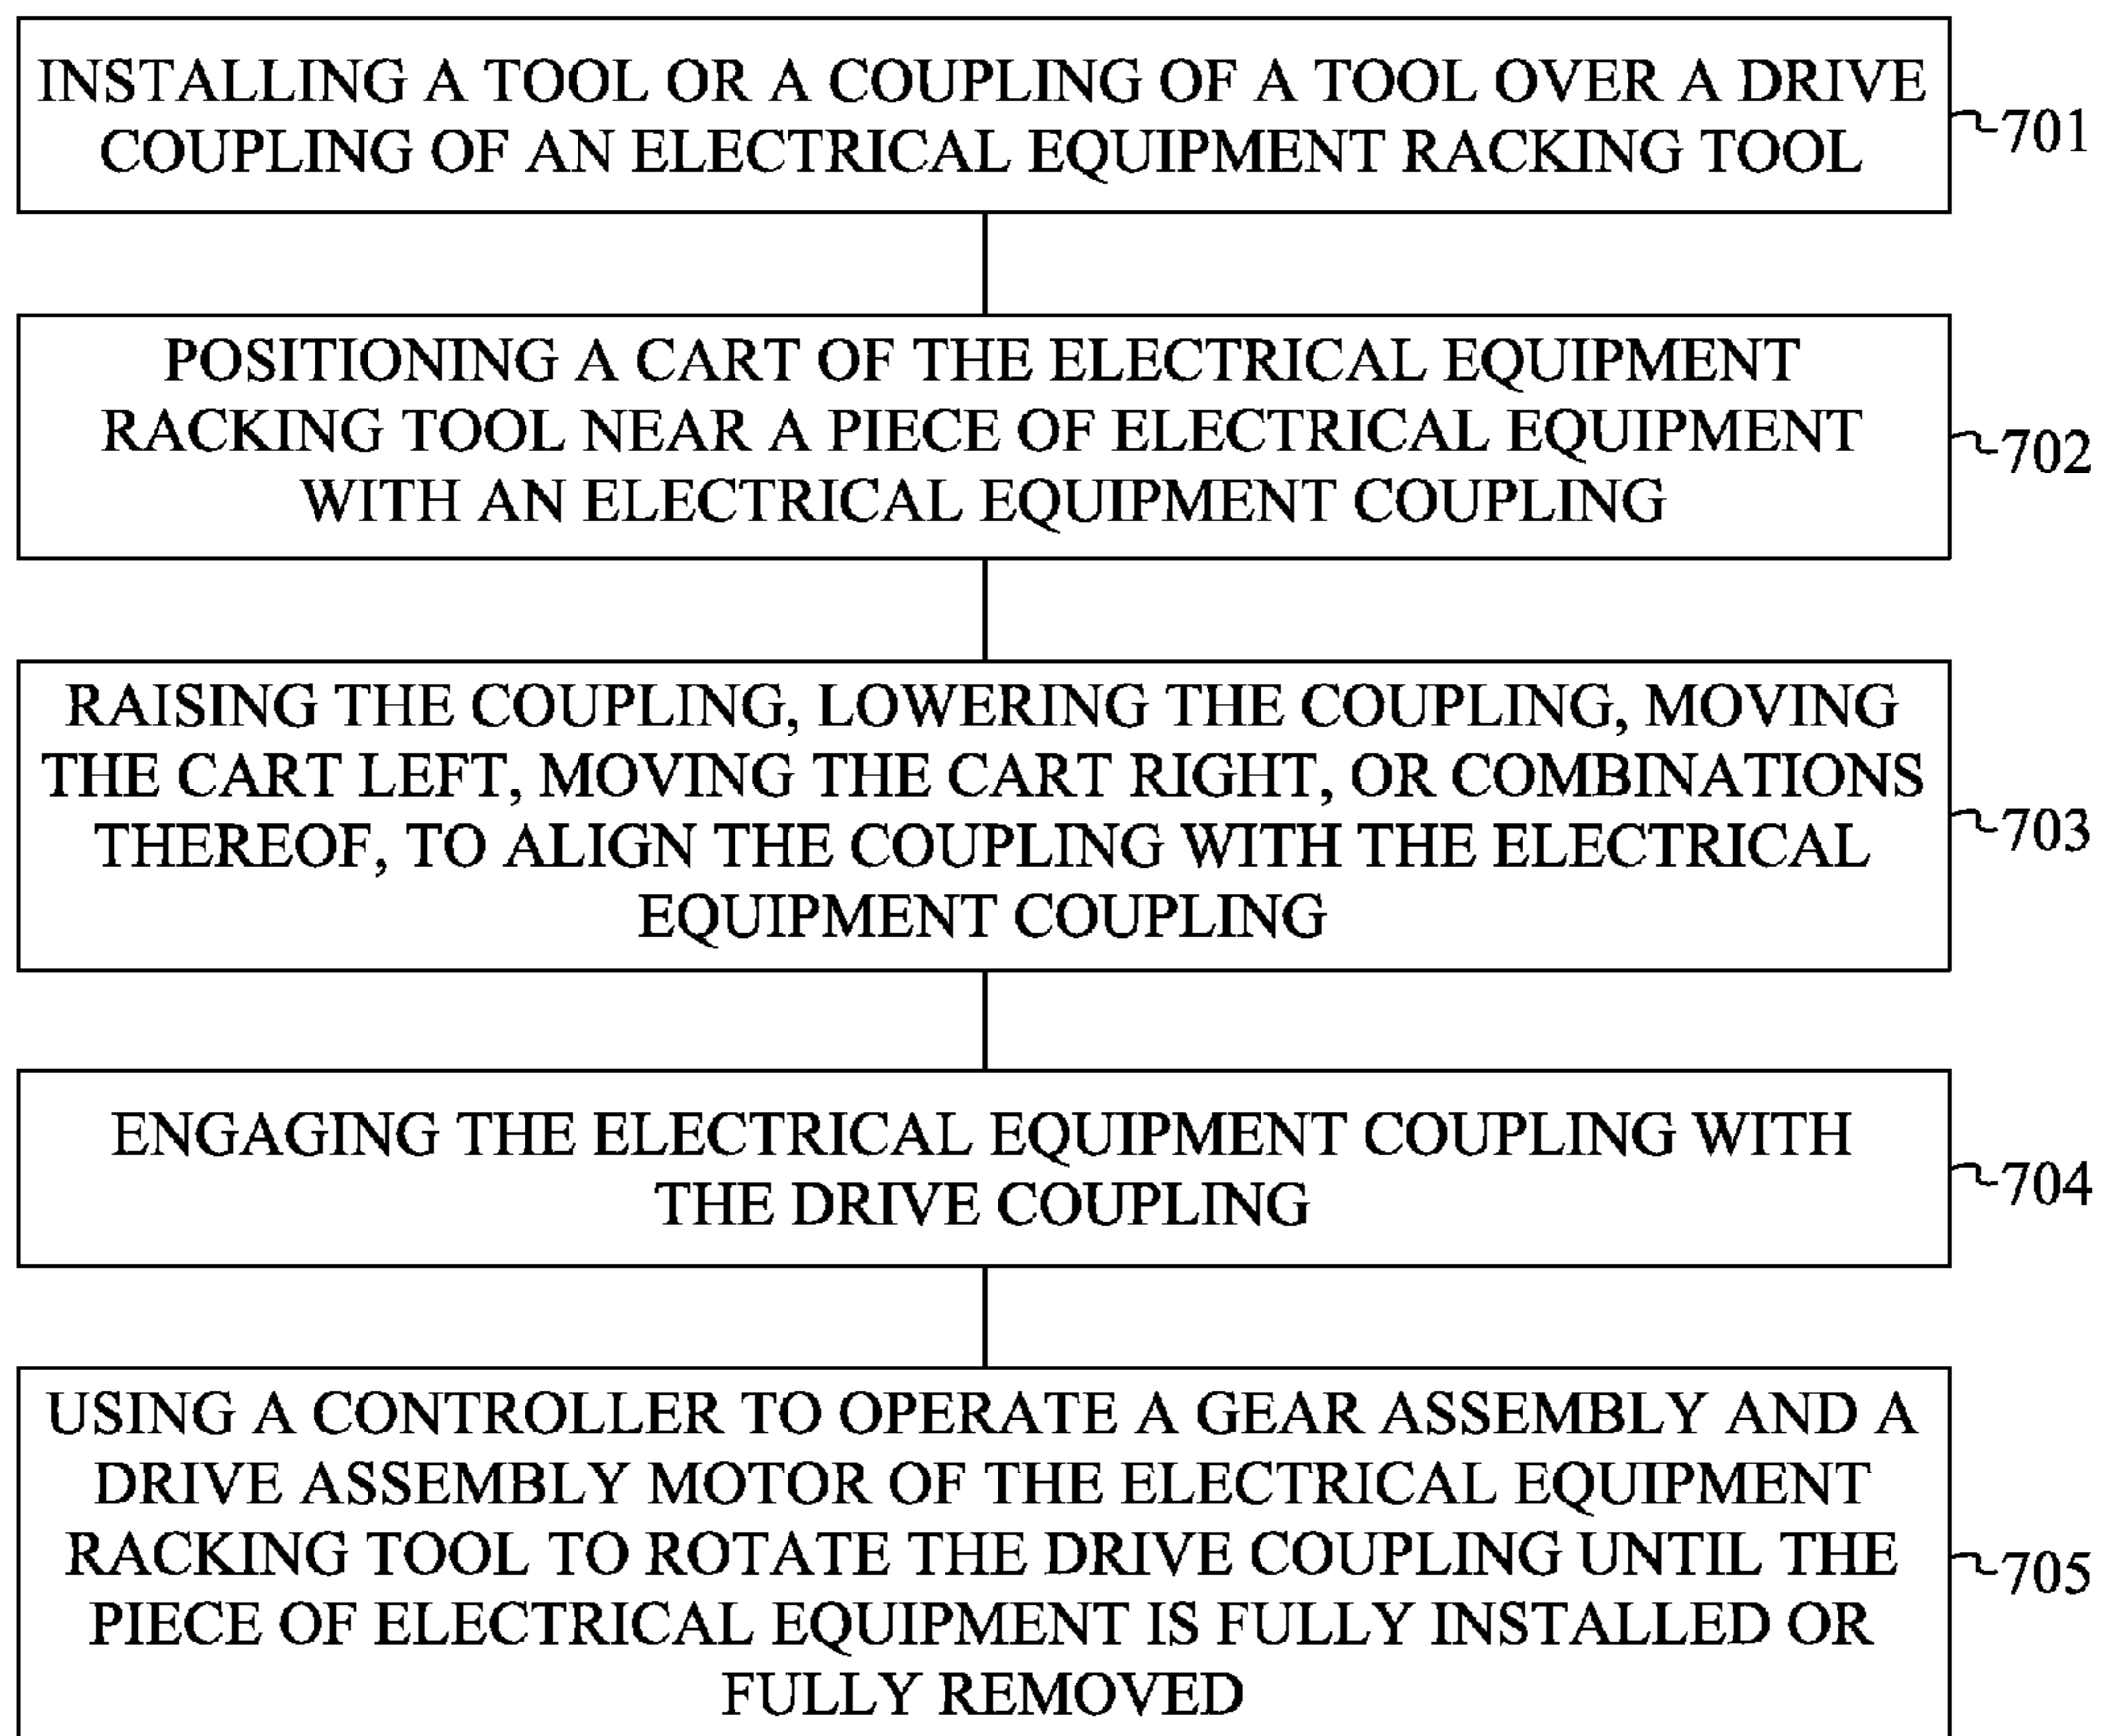 INSTALLING A TOOL OR A COUPLING OF A TOOL OVER A DRIVE
COUPLING OF AN ELECTRICAL EQUIPMENT RACKING TOOL
701
POSITIONING A CART OF THE ELECTRICAL EQUIPMENT
RACKING TOOL NEAR A PIECE OF ELECTRICAL EQUIPMENT
WITH AN ELECTRICAL EQUIPMENT COUPLING
702
RAISING THE COUPLING, LOWERING THE COUPLING, MOVING
THE CART LEFT, MOVING THE CART RIGHT, OR COMBINATIONS
THEREOF, TO ALIGN THE COUPLING WITH THE ELECTRICAL
EQUIPMENT COUPLING
703
ENGAGING THE ELECTRICAL EQUIPMENT COUPLING WITH
THE DRIVE COUPLING
704
USING A CONTROLLER TO OPERATE A GEAR ASSEMBLY AND A
DRIVE ASSEMBLY MOTOR OF THE ELECTRICAL EQUIPMENT
RACKING TOOL TO ROTATE THE DRIVE COUPLING UNTIL THE
PIECE OF ELECTRICAL EQUIPMENT IS FULLY INSTALLED OR
FULLY REMOVED
705